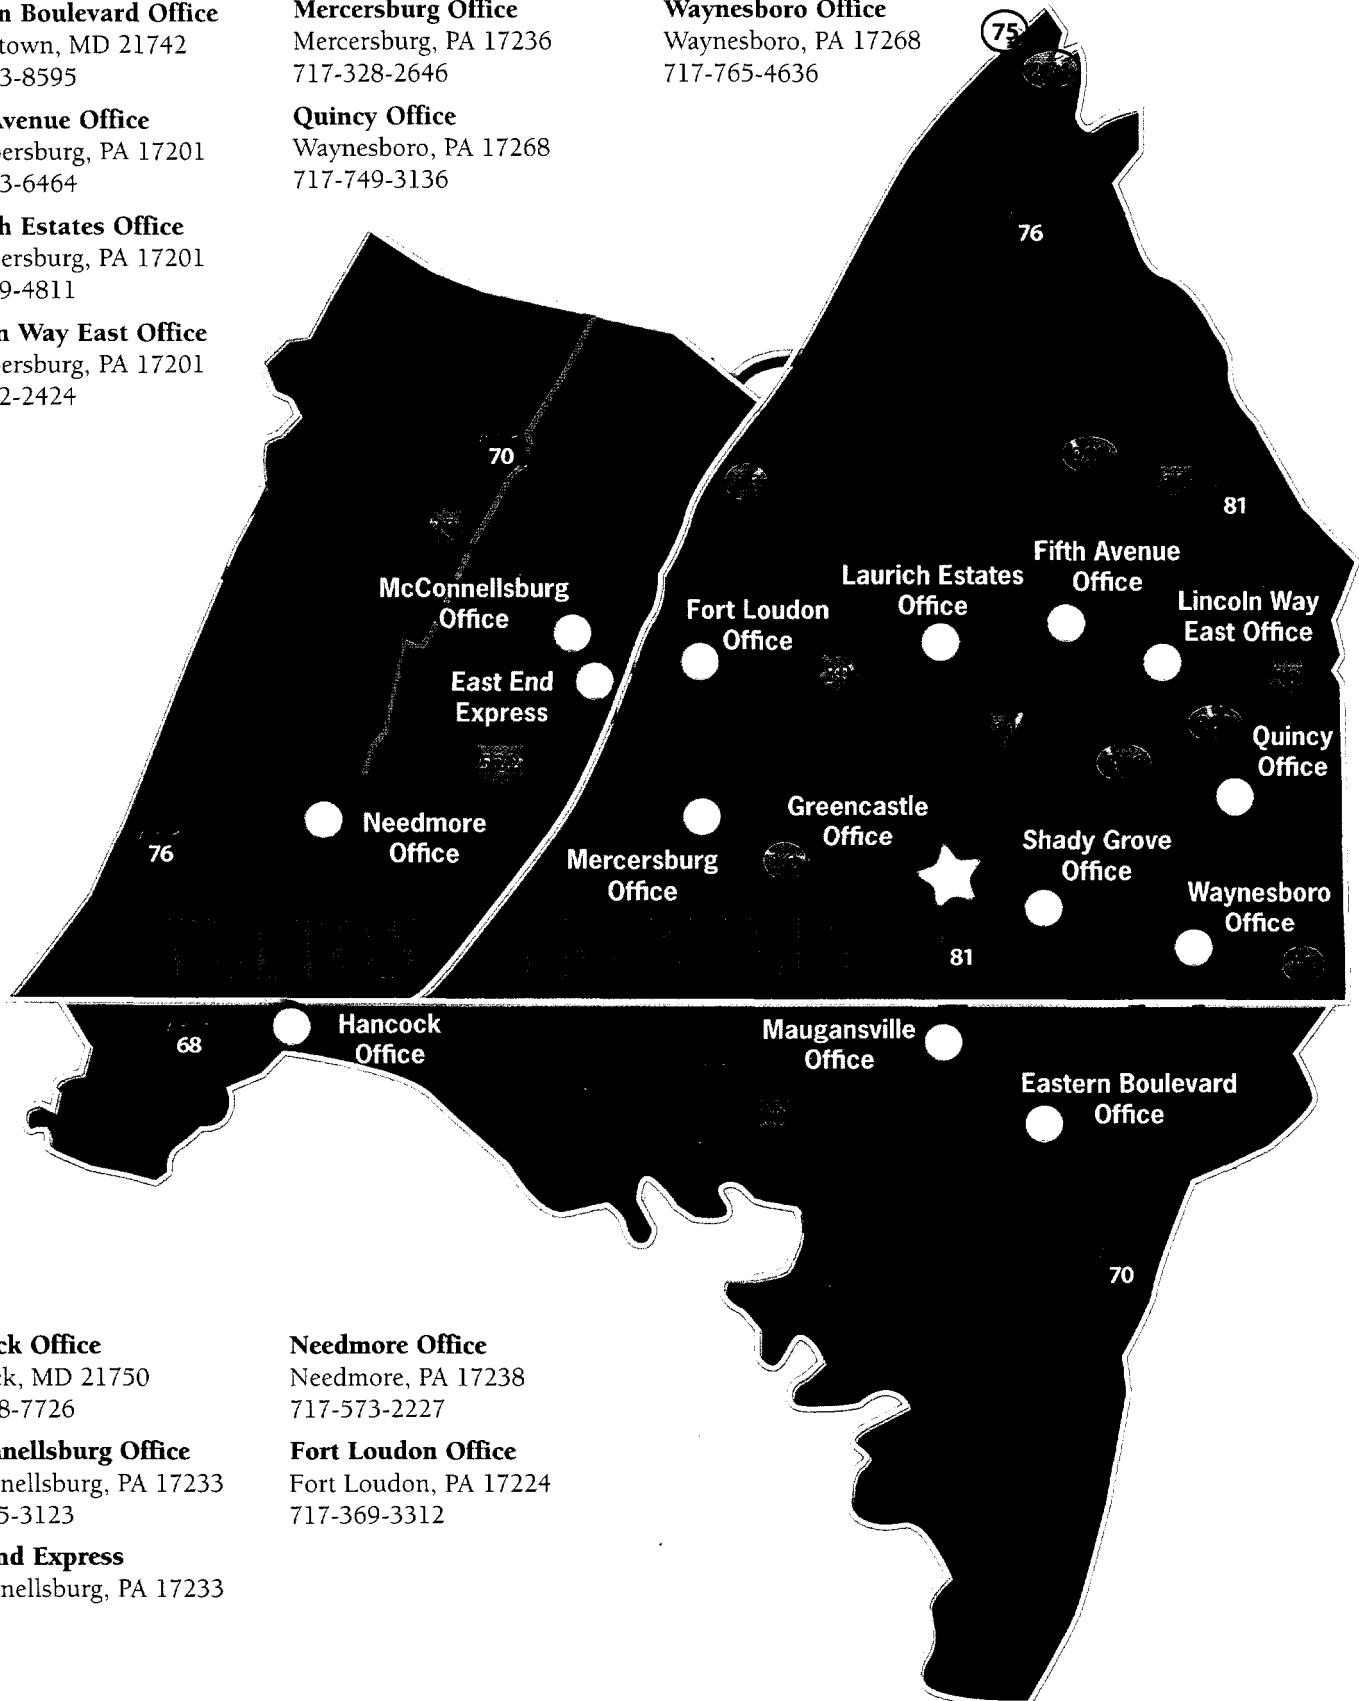 n Boulevard Office
town, MD 21742
3-8595
Avenue Office
ersburg, PA 17201
3-6464
h Estates Office
ersburg, PA 17201
9-4811
n Way East Office
ersburg, PA 17201
2-2424
Mercersburg Office
Mercersburg, PA 17236
717-328-2646
Quincy Office
Waynesboro, PA 17268
717-749-3136
Waynesboro Office
Waynesboro, PA 17268
717-765-4636
75
76
70
81
McConnellsburg
Office
East End
Express
Fort Loudon
Office
Laurich Estates
Office
Fifth Avenue
Office
Lincoln Way
East Office
Quincy
Office
Needmore
Office
76
Mercersburg
Office
Greencastle
Office
Shady Grove
Office
Waynesboro
Office
81
68
Hancock
Office
Maugansville
Office
Eastern Boulevard
Office
70
ck Office
k, MD 21750
8-7726
nellsburg Office
nellsburg, PA 17233
5-3123
nd Express
nellsburg, PA 17233
Needmore Office
Needmore, PA 17238
717-573-2227
Fort Loudon Office
Fort Loudon, PA 17224
717-369-3312